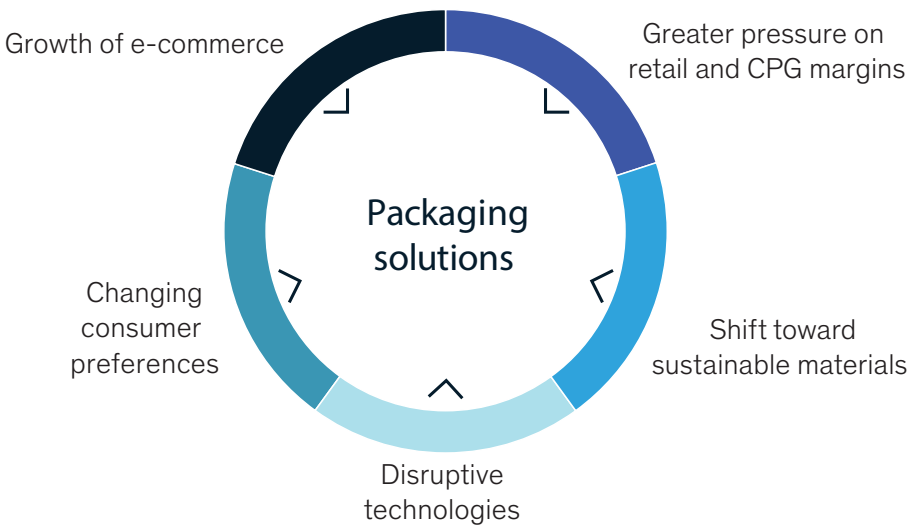 Growth of e-commerce
Greater pressure on
retail and CPG margins
Packaging
solutions
Changing
consumer
preferences
Shift toward
sustainable materials
Disruptive
technologies